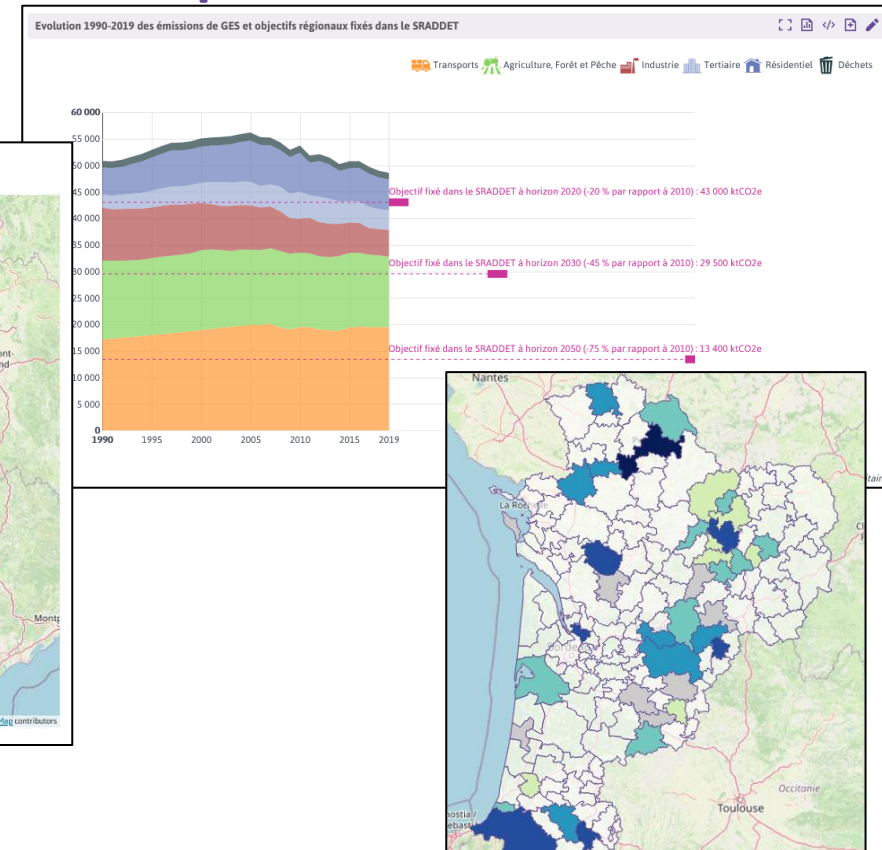 Evolution 1990-2019 des émissions de GES et objectifs régionaux fixés dans le SRADDET
Transports Agriculture, Forêt et Pêche Industrie Tertiaire Résidentiel Déchets
60 000
55 000
50 000
45 000
Objectif fixé dans le SRADDET à horizon 2020 (-20 % par rapport à 2010) : 43 000 ktCO2e
40 000
35 000
30 000
Objectif fixé dans le SRADDET à horizon 2030 (-45 % par rapport à 2010) : 29 500 ktCO2e
25 000
20 000
15 000
Objectif fixé dans le SRADDET à horizon 2050 (-75 % par rapport à 2010) : 13 400 ktCO2e
10 000
5 000
0
1990 1995 2000 2005 2010 2015 2019
Nantes
La Rochelle
Bordeaux
Occitanie
Toulouse
contributors